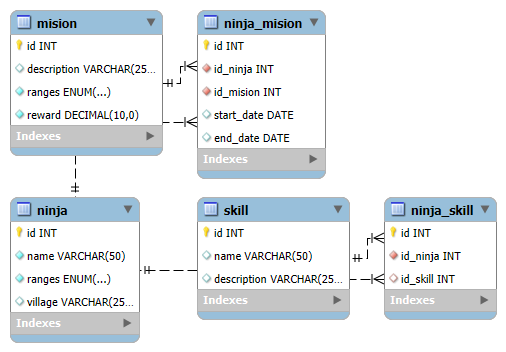 mision
id INT
description VARCHAR(25...
ranges ENUM(...)
reward DECIMAL(10,0)
Indexes
ninja_mision
id INT
id_ninja INT
id_mision INT
start_date DATE
end_date DATE
Indexes
ninja
id INT
name VARCHAR(50)
ranges ENUM(...)
village VARCHAR(25...
Indexes
skill
id INT
name VARCHAR(50)
description VARCHAR(25...
Indexes
ninja_skill
id INT
id_ninja INT
id_skill INT
Indexes